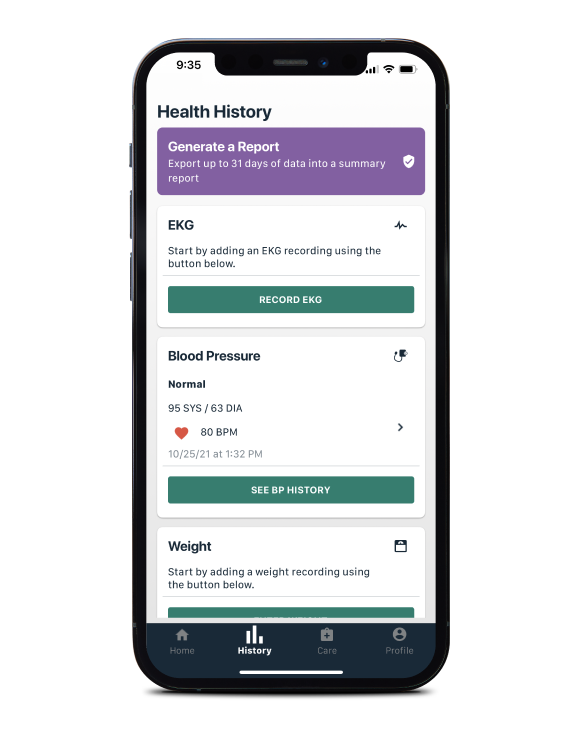 9:35
Health History
Generate a Report
Export up to 31 days of data into a summary
report
EKG
Start by adding an EKG recording using the
button below.
RECORD EKG
Blood Pressure
Normal
95 SYS / 63 DIA
80 BPM
10/25/21 at 1:32 PM
SEE BP HISTORY
Weight
Start by adding a weight recording using
the button below.
Home
History
Care
Profile